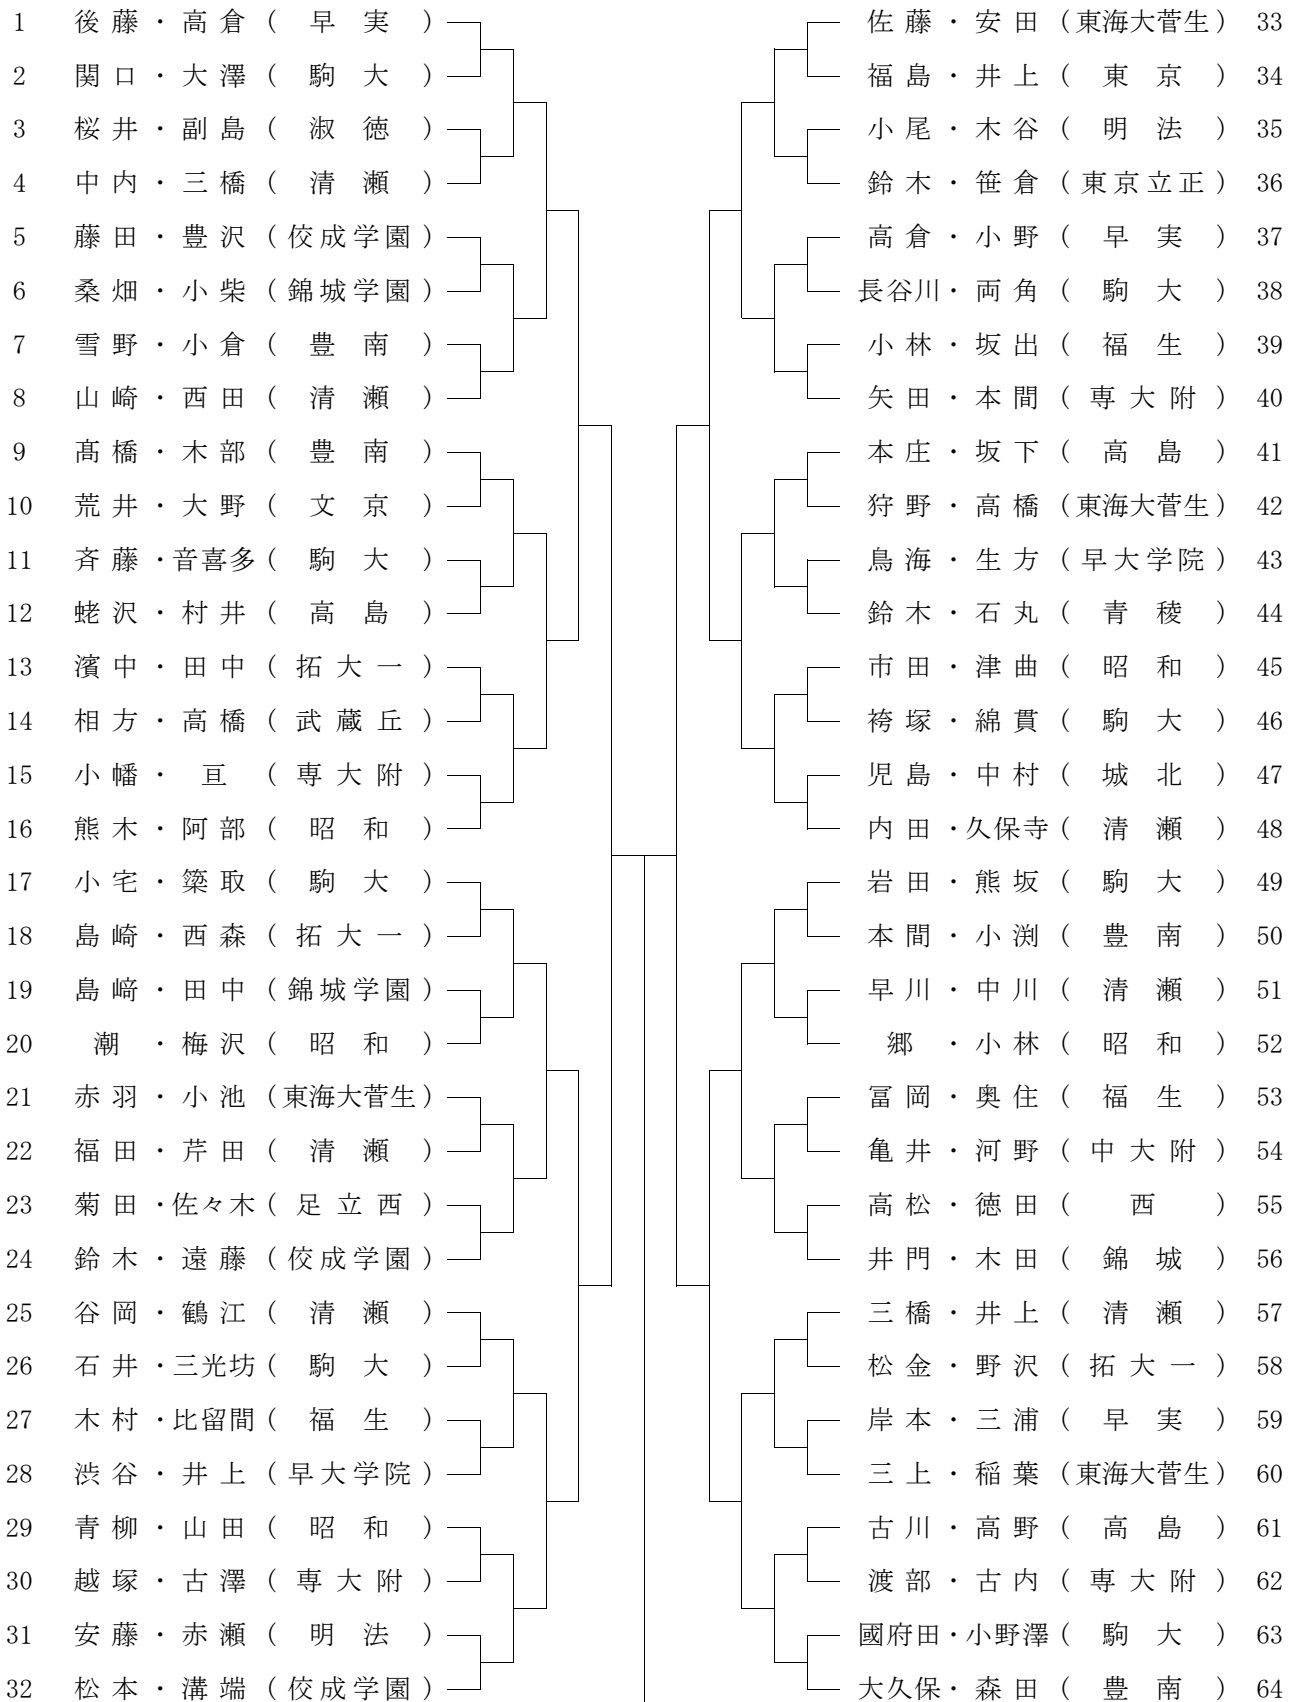 1 後藤・高倉（早実）
2 関口・大澤（駒大）
3 桜井・副島（淑徳）
4 中内・三橋（清瀬）
5 藤田・豊沢（佼成学園）
6 桑畑・小柴（錦城学園）
7 雪野・小倉（豊南）
8 山崎・西田（清瀬）
9 髙橋・木部（豊南）
10 荒井・大野（文京）
11 斉藤・音喜多（駒大）
12 蛯沢・村井（高島）
13 濱中・田中（拓大一）
14 相方・高橋（武蔵丘）
15 小幡・亘（専大附）
16 熊木・阿部（昭和）
17 小宅・簗取（駒大）
18 島崎・西森（拓大一）
19 島﨑・田中（錦城学園）
20 潮・梅沢（昭和）
21 赤羽・小池（東海大菅生）
22 福田・芹田（清瀬）
23 菊田・佐々木（足立西）
24 鈴木・遠藤（佼成学園）
25 谷岡・鶴江（清瀬）
26 石井・三光坊（駒大）
27 木村・比留間（福生）
28 渋谷・井上（早大学院）
29 青柳・山田（昭和）
30 越塚・古澤（専大附）
31 安藤・赤瀬（明法）
32 松本・溝端（佼成学園）
佐藤・安田（東海大菅生）33
福島・井上（東京）34
小尾・木谷（明法）35
鈴木・笹倉（東京立正）36
高倉・小野（早実）37
長谷川・両角（駒大）38
小林・坂出（福生）39
矢田・本間（専大附）40
本庄・坂下（高島）41
狩野・高橋（東海大菅生）42
鳥海・生方（早大学院）43
鈴木・石丸（青稜）44
市田・津曲（昭和）45
袴塚・綿貫（駒大）46
児島・中村（城北）47
内田・久保寺（清瀬）48
岩田・熊坂（駒大）49
本間・小渕（豊南）50
早川・中川（清瀬）51
郷・小林（昭和）52
冨岡・奥住（福生）53
亀井・河野（中大附）54
高松・徳田（西）55
井門・木田（錦城）56
三橋・井上（清瀬）57
松金・野沢（拓大一）58
岸本・三浦（早実）59
三上・稲葉（東海大菅生）60
古川・高野（高島）61
渡部・古内（専大附）62
國府田・小野澤（駒大）63
大久保・森田（豊南）64